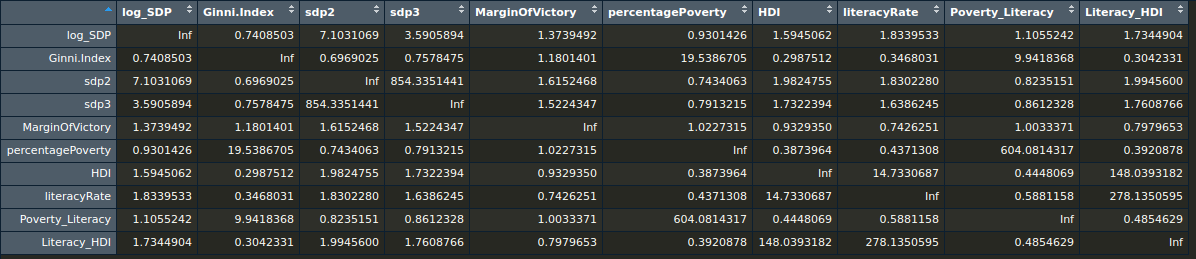 log_SDP Ginni.Index sdp2 sdp3 MarginOfVictory percentagePoverty HDI literacyRate Poverty_Literacy Literacy_HDI
log_SDP Inf 0.7408503 7.1031069 3.5905894 1.3739492 0.9301426 1.5945062 1.8339533 1.1055242 1.7344904
Ginni.Index 0.7408503 Inf 0.6969025 0.7578475 1.1801401 19.5386705 0.2987512 0.3468031 9.9418368 0.3042331
sdp2 7.1031069 0.6969025 Inf 854.3351441 1.6152468 0.7434063 1.9824755 1.8302280 0.8235151 1.9945600
sdp3 3.5905894 0.7578475 854.3351441 Inf 1.5224347 0.7913215 1.7322394 1.6386245 0.8612328 1.7608766
MarginOfVictory 1.3739492 1.1801401 1.6152468 1.5224347 Inf 1.0227315 0.9329350 0.7426251 1.0033371 0.7979653
percentagePoverty 0.9301426 19.5386705 0.7434063 0.7913215 1.0227315 Inf 0.3873964 0.4371308 604.0814317 0.3920878
HDI 1.5945062 0.2987512 1.9824755 1.7322394 0.9329350 0.3873964 Inf 14.7330687 0.4448069 148.0393182
literacyRate 1.8339533 0.3468031 1.8302280 1.6386245 0.7426251 0.4371308 14.7330687 Inf 0.5881158 278.1350595
Poverty_Literacy 1.1055242 9.9418368 0.8235151 0.8612328 1.0033371 604.0814317 0.4448069 0.5881158 Inf 0.4854629
Literacy_HDI 1.7344904 0.3042331 1.9945600 1.7608766 0.7979653 0.3920878 148.0393182 278.1350595 0.4854629 Inf